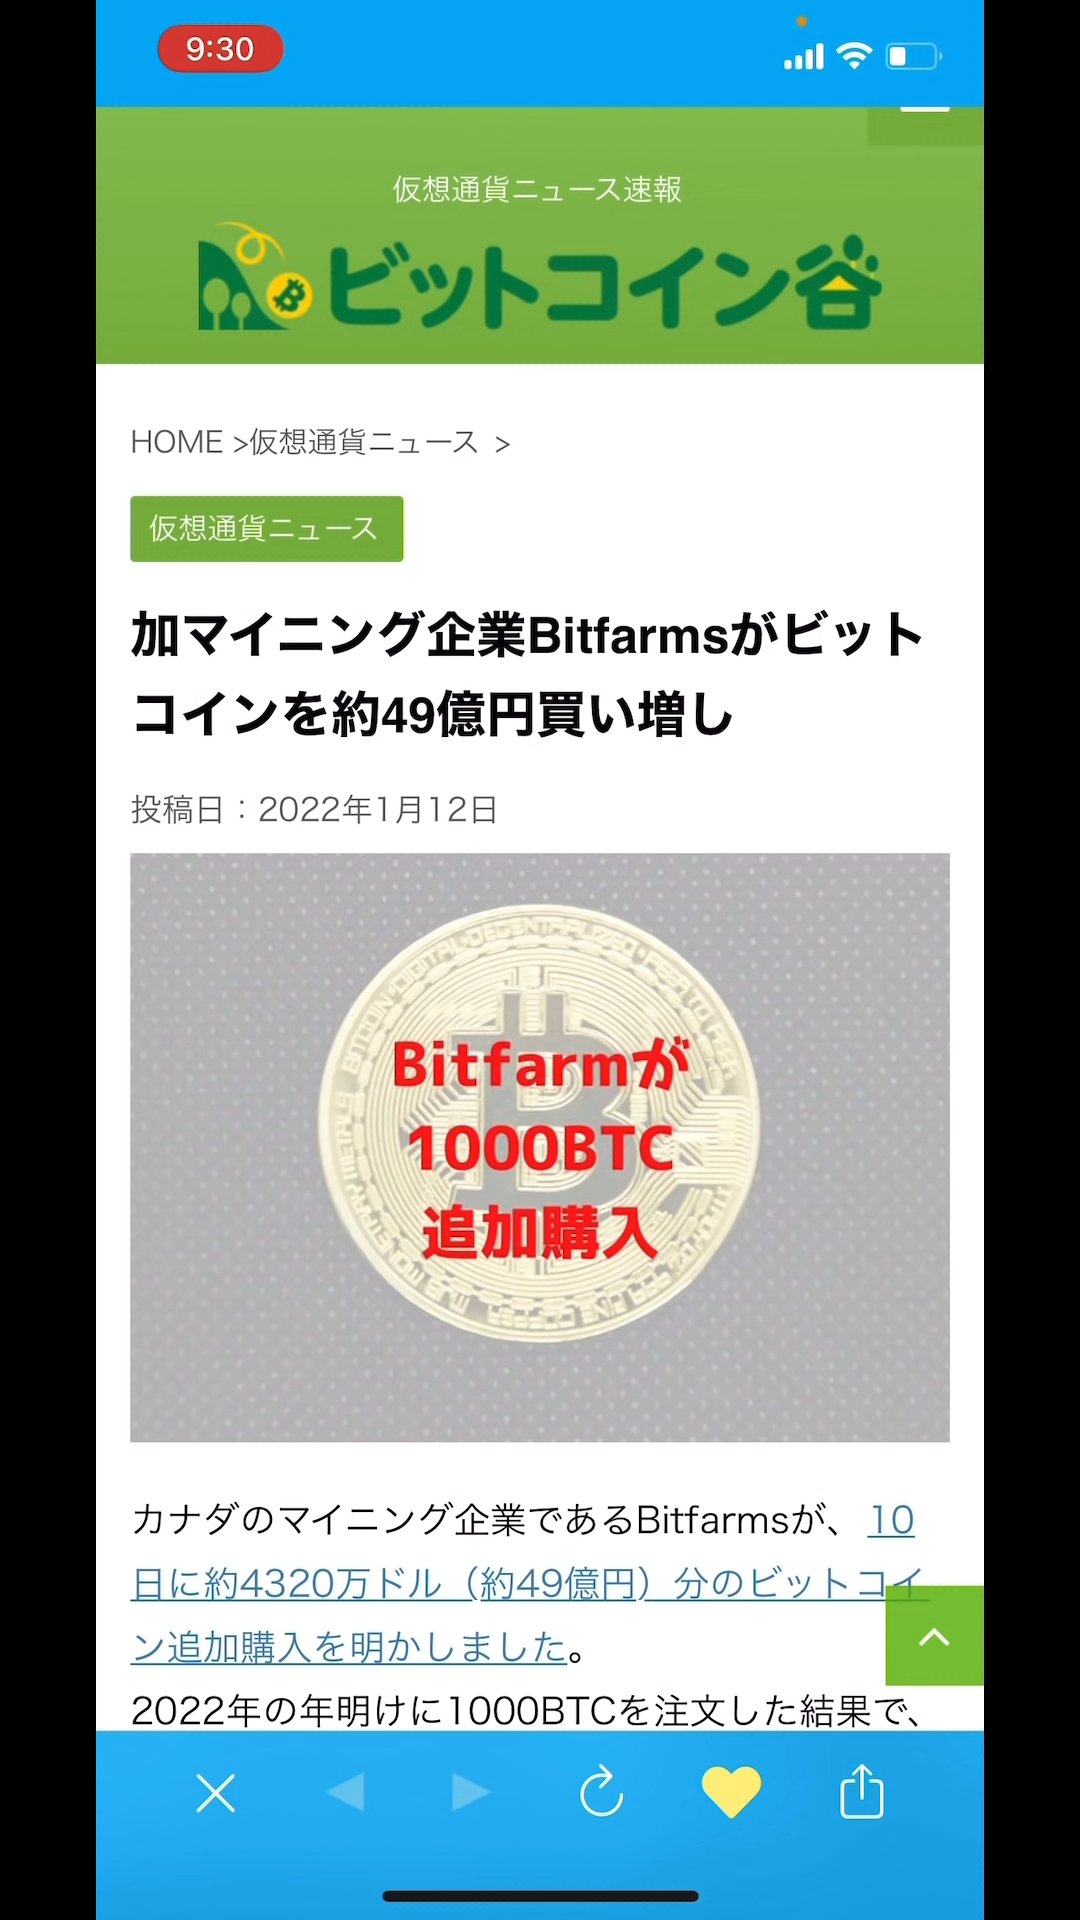 9:30
仮想通貨ニュース速報
ビットコイン谷
HOME >仮想通貨ニュース >
仮想通貨ニュース
加マイニング企業Bitfarmsがビット
コインを約49億円買い増し
投稿日：2022年1月12日
Bitfarmが
1000BTC
追加購入
カナダのマイニング企業であるBitfarmsが、10
日に約4320万ドル（約49億円）分のビットコイ
ン追加購入を明かしました。
2022年の年明けに1000BTCを注文した結果で、